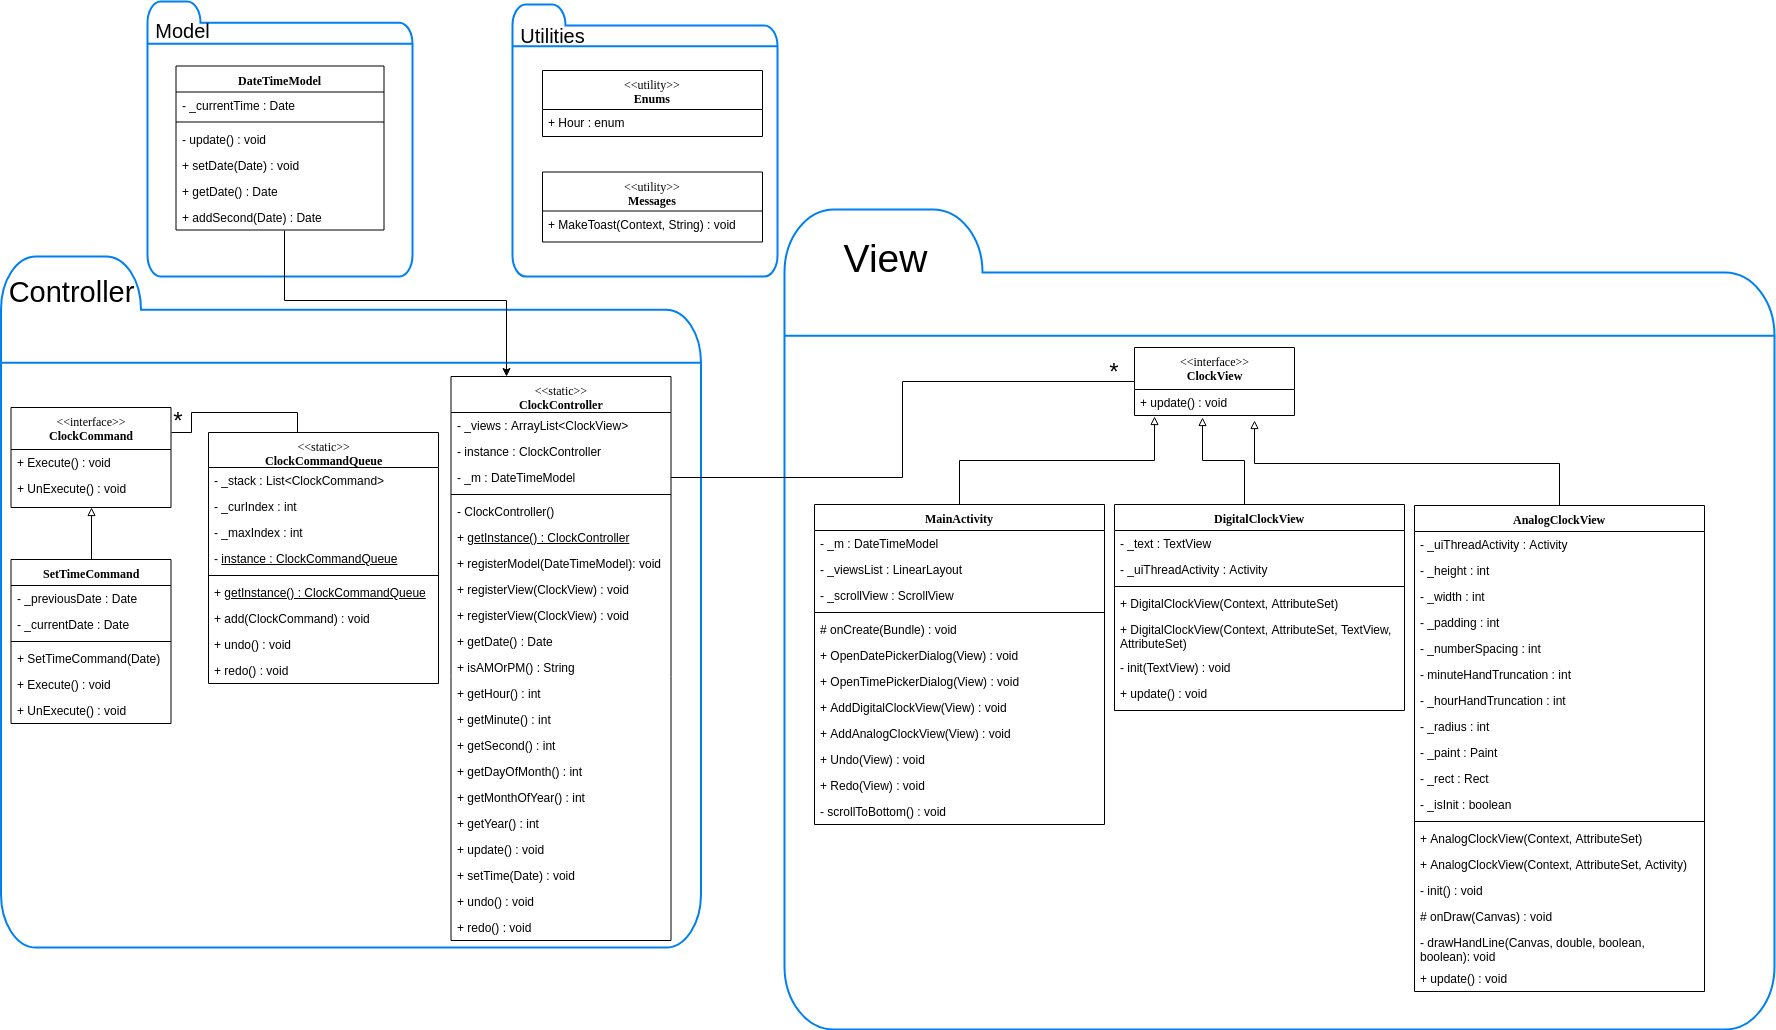 Model
DateTimeModel
- _currentTime : Date
- update() : void
+ setDate(Date) : void
+ getDate() : Date
+ addSecond(Date) : Date
Utilities
<<utility>>
Enums
+ Hour : enum
<<utility>>
Messages
+ MakeToast(Context, String) : void
Controller
<<interface>>
ClockCommand
+ Execute() : void
+ UnExecute() : void
*
SetTimeCommand
- _previousDate : Date
- _currentDate : Date
+ SetTimeCommand(Date)
+ Execute() : void
+ UnExecute() : void
<<static>>
ClockCommandQueue
- _stack : List<ClockCommand>
- _curIndex : int
- _maxIndex : int
- instance : ClockCommandQueue
+ getInstance() : ClockCommandQueue
+ add(ClockCommand) : void
+ undo() : void
+ redo() : void
<<static>>
ClockController
- _views : ArrayList<ClockView>
- instance : ClockController
- _m : DateTimeModel
- ClockController()
+ getInstance() : ClockController
+ registerModel(DateTimeModel): void
+ registerView(ClockView) : void
+ registerView(ClockView) : void
+ getDate() : Date
+ isAMOrPM() : String
+ getHour() : int
+ getMinute() : int
+ getSecond() : int
+ getDayOfMonth() : int
+ getMonthOfYear() : int
+ getYear() : int
+ update() : void
+ setTime(Date) : void
+ undo() : void
+ redo() : void
View
*
<<interface>>
ClockView
+ update() : void
MainActivity
- _m : DateTimeModel
- _viewsList : LinearLayout
- _scrollView : ScrollView
# onCreate(Bundle) : void
+ OpenDatePickerDialog(View) : void
+ OpenTimePickerDialog(View) : void
+ AddDigitalClockView(View) : void
+ AddAnalogClockView(View) : void
+ Undo(View) : void
+ Redo(View) : void
- scrollToBottom() : void
DigitalClockView
- _text : TextView
- _uiThreadActivity : Activity
+ DigitalClockView(Context, AttributeSet)
+ DigitalClockView(Context, AttributeSet, TextView,
AttributeSet)
- init(TextView) : void
+ update() : void
AnalogClockView
- _uiThreadActivity : Activity
- _height : int
- _width : int
- _padding : int
- _numberSpacing : int
- minuteHandTruncation : int
- _hourHandTruncation : int
- _radius : int
- _paint : Paint
- _rect : Rect
- _isInit : boolean
+ AnalogClockView(Context, AttributeSet)
+ AnalogClockView(Context, AttributeSet, Activity)
- init() : void
# onDraw(Canvas) : void
- drawHandLine(Canvas, double, boolean,
boolean): void
+ update() : void